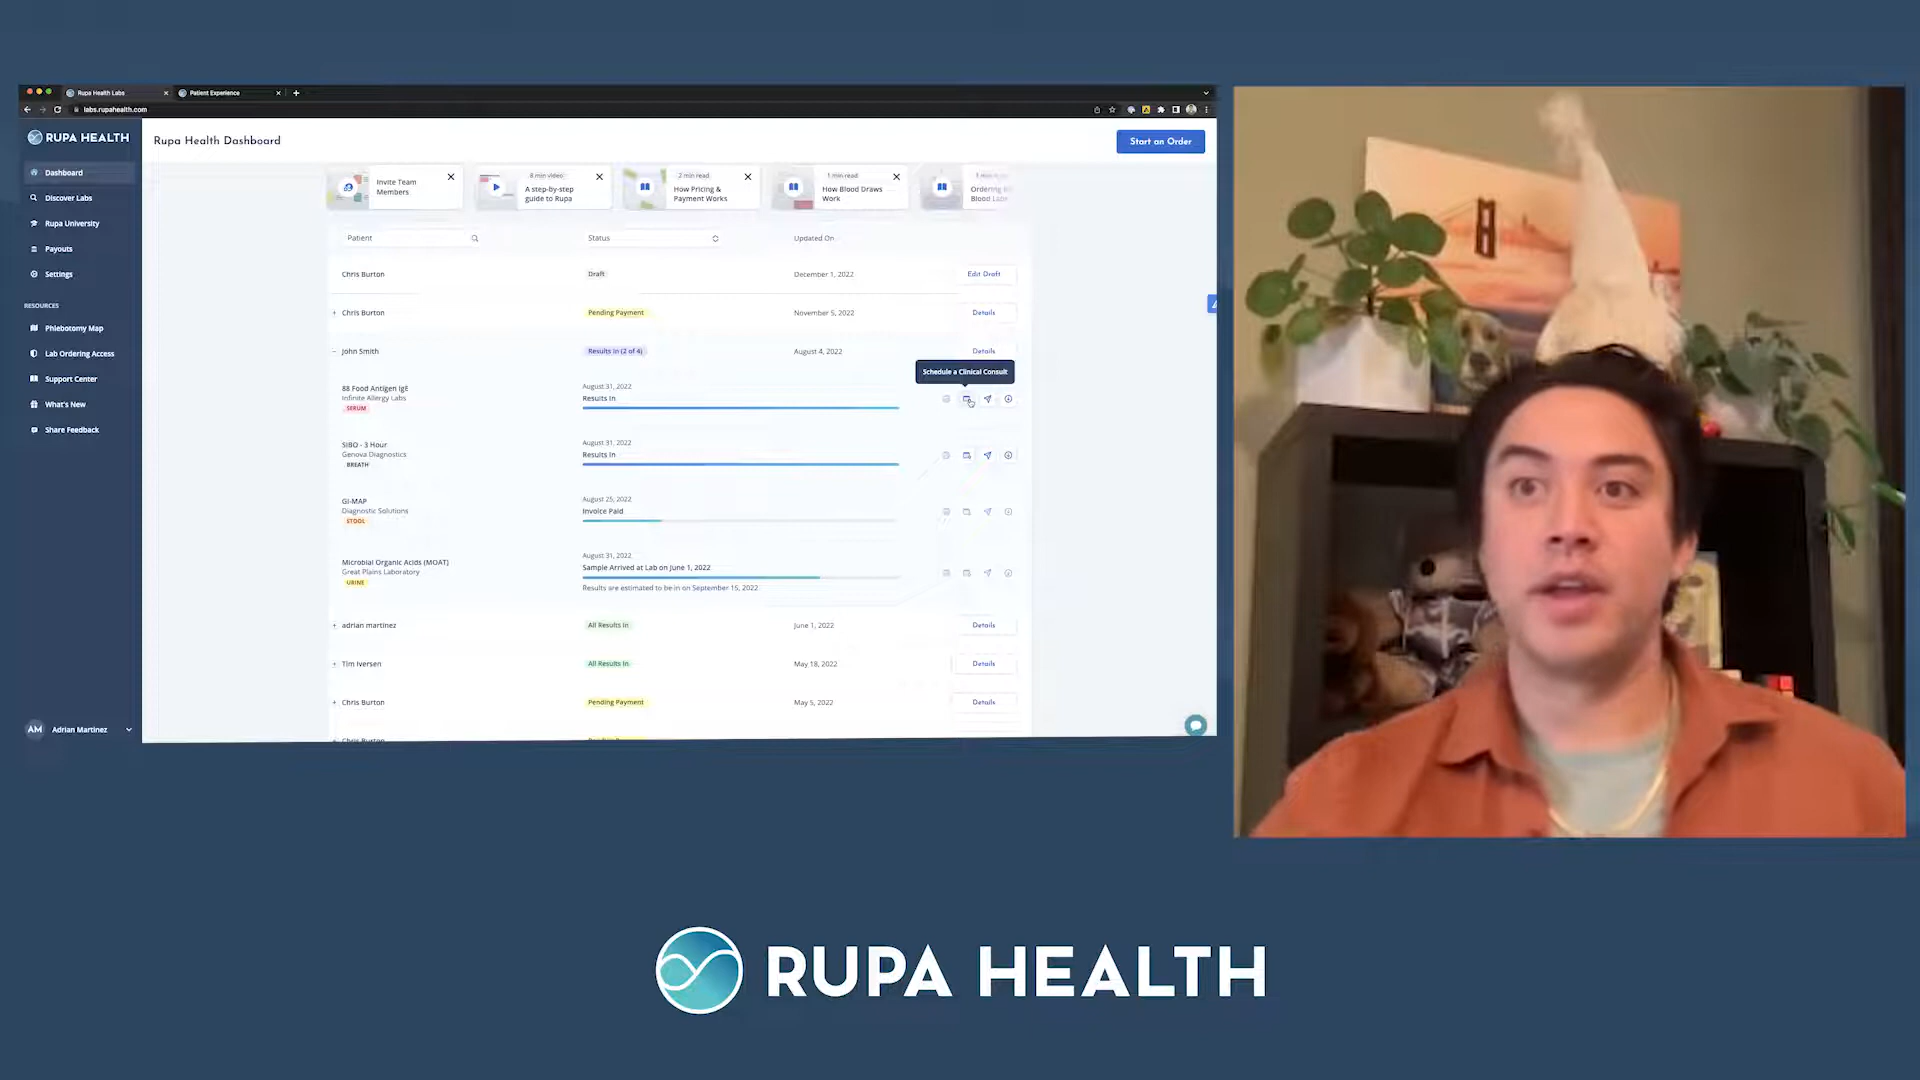 Rupa Health Labs
Patient Experience
labs.rupahealth.com
RUPA HEALTH
Rupa Health Dashboard
Start an Order
Dashboard
Discover Labs
Rupa University
Payouts
Settings
RESOURCES
Phlebotomy Map
Lab Ordering Access
Support Center
What's New
Share Feedback
AM Adrian Martinez
Invite Team
Members
8 min video
A step-by-step
guide to Rupa
2 min read
How Pricing &
Payment Works
1 min read
How Blood Draws
Work
Ordering
Blood Labs
Patient Status Updated On
Chris Burton Draft December 1, 2022 Edit Draft
+ Chris Burton Pending Payment November 5, 2022 Details
- John Smith Results In (2 of 4) August 4, 2022 Details
Schedule a Clinical Consult
88 Food Antigen IgE
Infinite Allergy Labs
SERUM
August 31, 2022
Results In
SIBO - 3 Hour
Genova Diagnostics
BREATH
August 31, 2022
Results In
GI-MAP
Diagnostic Solutions
STOOL
August 25, 2022
Invoice Paid
Microbial Organic Acids (MOAT)
Great Plains Laboratory
URINE
August 31, 2022
Sample Arrived at Lab on June 1, 2022
Results are estimated to be in on September 15, 2022
+ adrian martinez All Results In June 1, 2022 Details
+ Tim Iversen All Results In May 18, 2022 Details
+ Chris Burton Pending Payment May 5, 2022 Details
Chris Burton
RUPA HEALTH